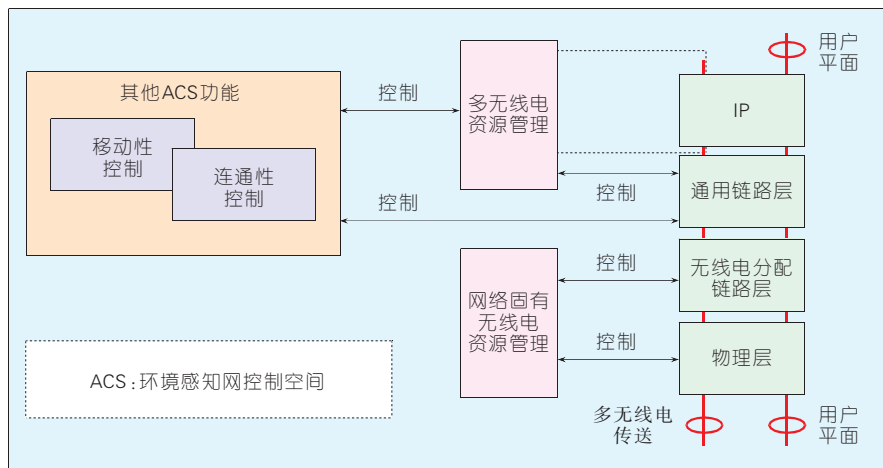 用户
平面
其他ACS功能
移动性
控制
连通性
控制
控制
多无线电
资源管理
IP
控制
通用链路层
控制
网络固有
无线电
资源管理
控制
无线电分配
链路层
控制
物理层
ACS:环境感知网控制空间
多无线电
传送
用户
平面